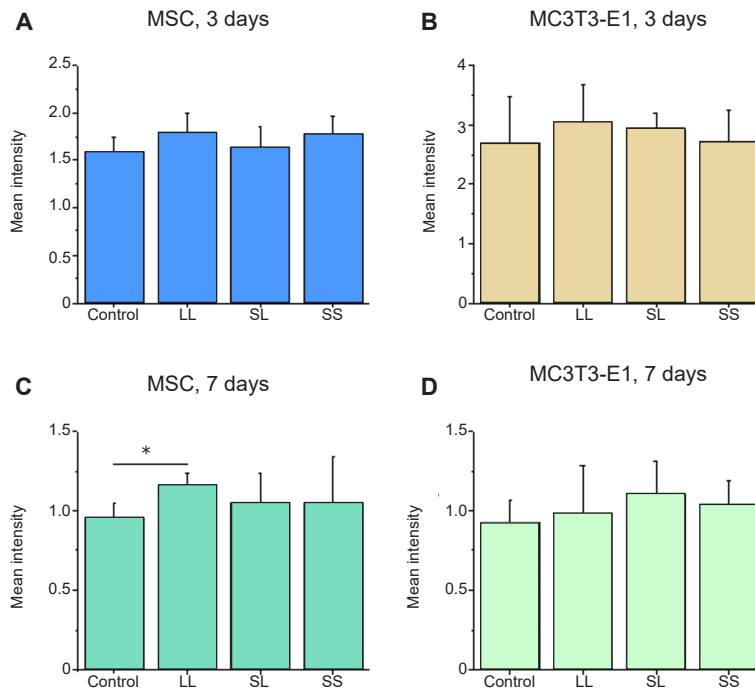 A
MSC, 3 days
Mean intensity
2.5
2.0
1.5
1.0
0.5
0
Control LL SL SS
B
MC3T3-E1, 3 days
Mean intensity
4
3
2
1
0
Control LL SL SS
C
MSC, 7 days
Mean intensity
1.5
1.0
0.5
0
*
Control LL SL SS
D
MC3T3-E1, 7 days
Mean intensity
1.5
1.0
0.5
0
Control LL SL SS